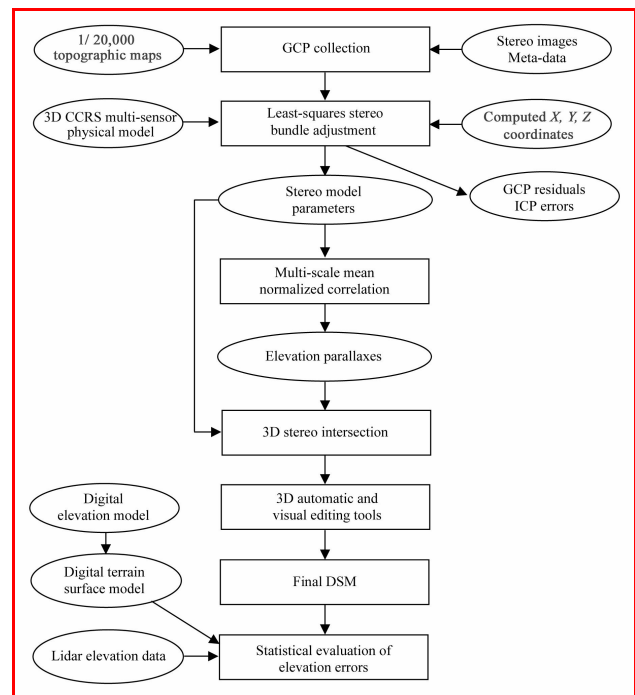 1/ 20,000
topographic maps
GCP collection
Stereo images
Meta-data
3D CCRS multi-sensor
physical model
Least-squares stereo
bundle adjustment
Computed X, Y, Z
coordinates
Stereo model
parameters
GCP residuals
ICP errors
Multi-scale mean
normalized correlation
Elevation parallaxes
3D stereo intersection
Digital
elevation model
3D automatic and
visual editing tools
Digital terrain
surface model
Final DSM
Lidar elevation data
Statistical evaluation of
elevation errors